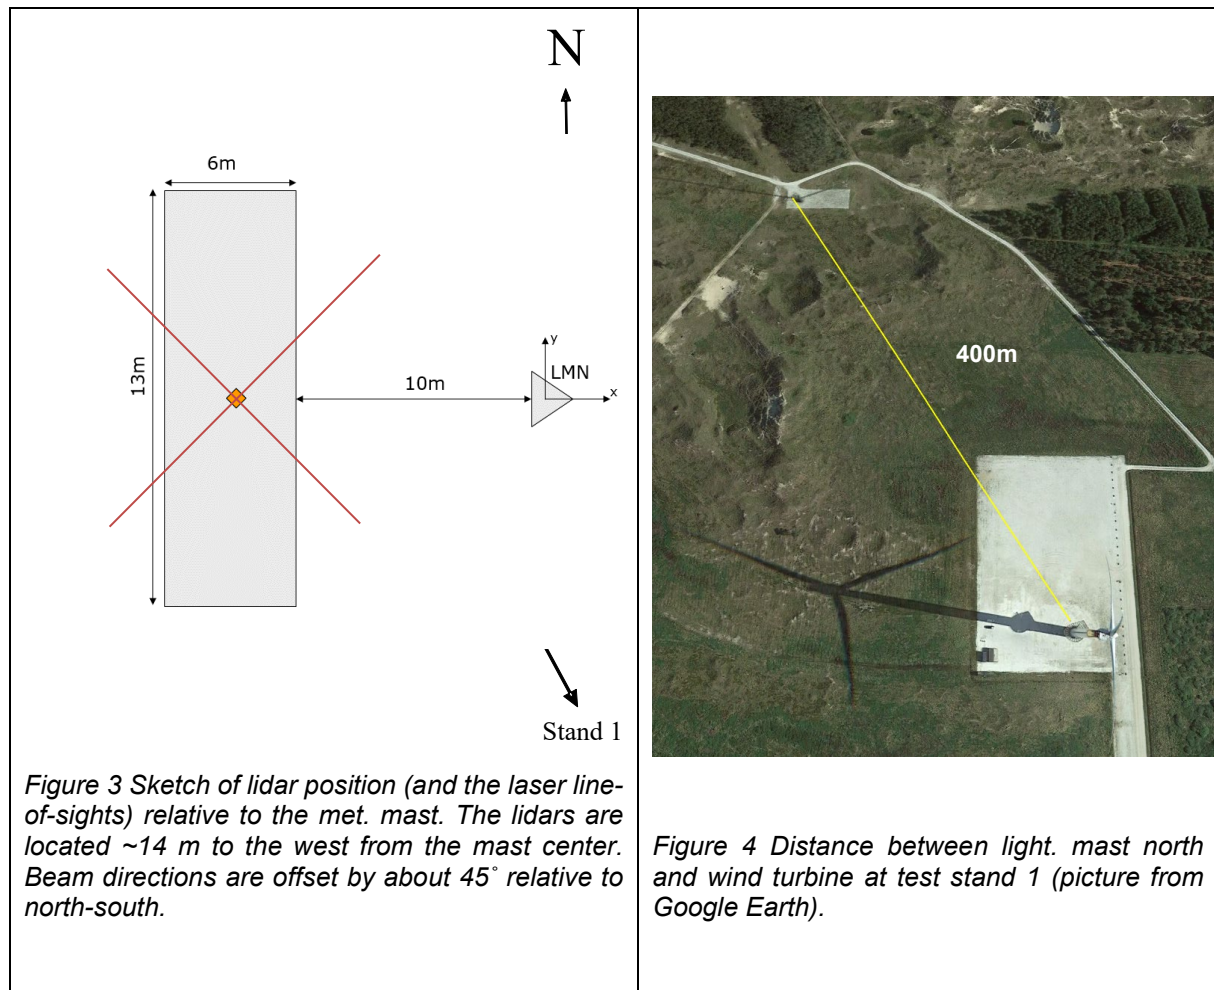 N
6m
13m
10m
y
LMN
x
Stand 1
Figure 3 Sketch of lidar position (and the laser line-
of-sights) relative to the met. mast. The lidars are
located ~14 m to the west from the mast center.
Beam directions are offset by about 45˚ relative to
north-south.
400m
Figure 4 Distance between light. mast north
and wind turbine at test stand 1 (picture from
Google Earth).